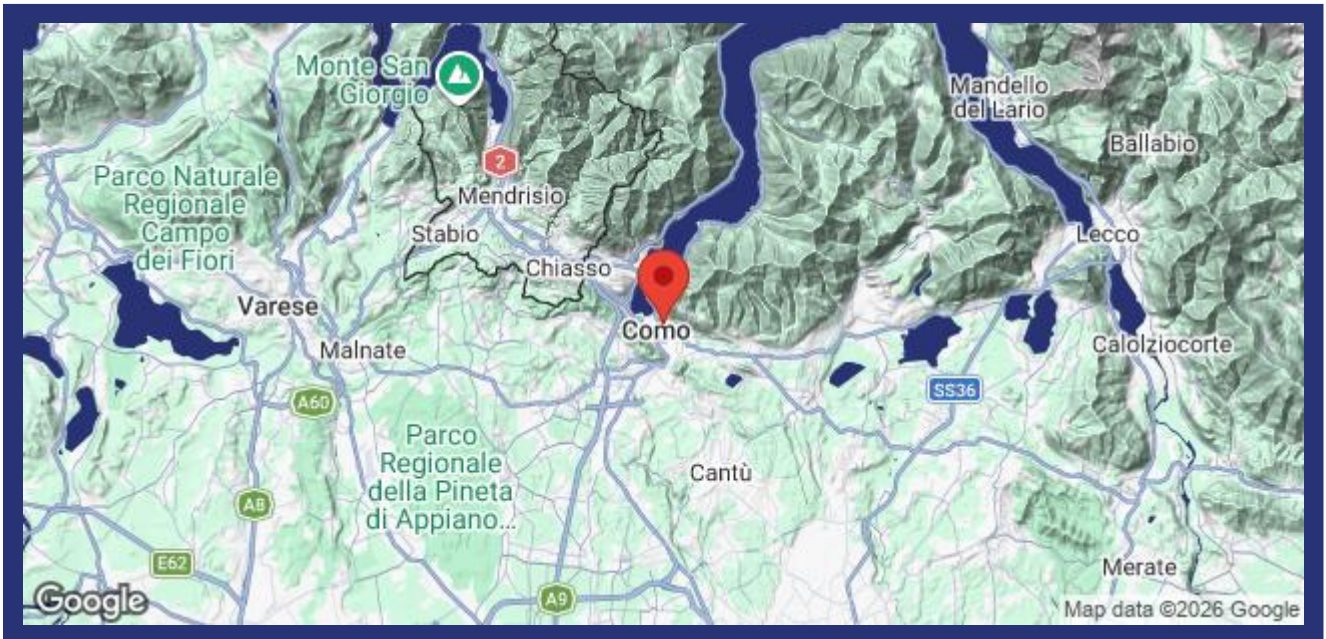 Monte San
Giorgio
Mandello
del Lario
Ballabio
2
Parco Naturale
Regionale
Campo
dei Fiori
Mendrisio
Stabio
Lecco
Chiasso
Varese
Como
Malnate
Calolziocorte
A60
SS36
Parco
Regionale
della Pineta
di Appiano...
Cantù
A8
E62
Merate
A9
Google
Map data ©2026 Google